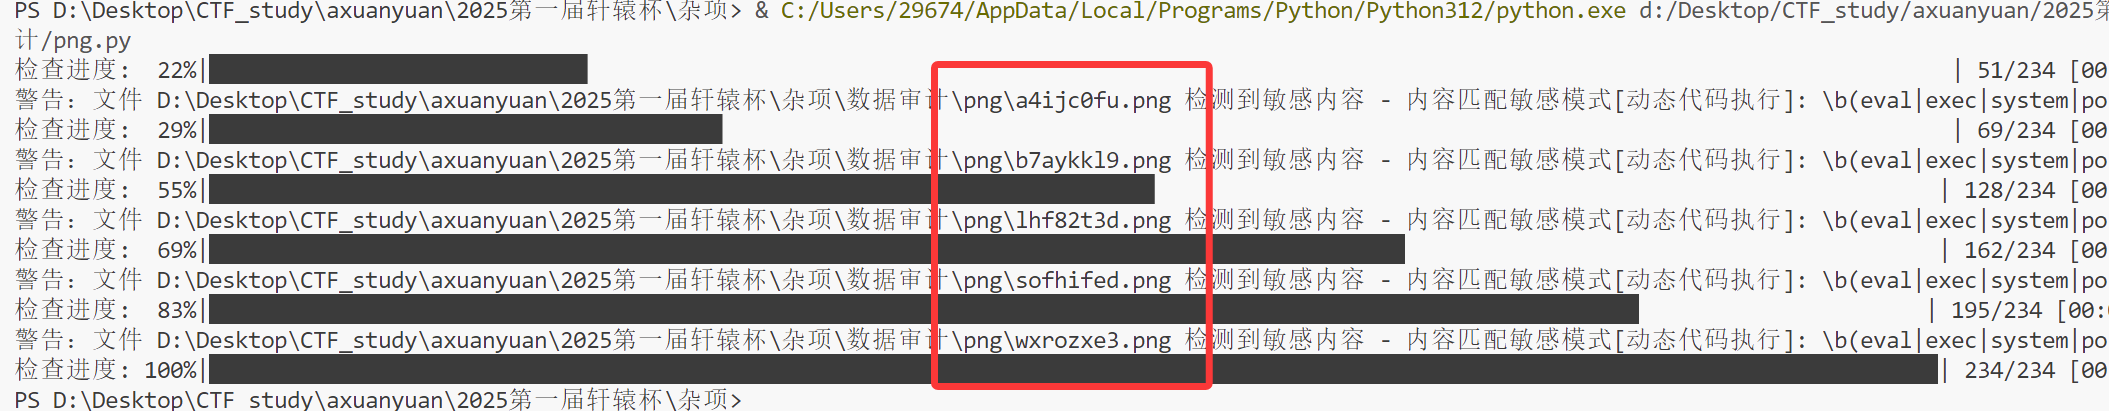 PS D:\Desktop\CTF_study\axuanyuan\2025第一届轩辕杯\杂项> & C:/Users/29674/AppData/Local/Programs/Python/Python312/python.exe d:/Desktop/CTF_study/axuanyuan/2025第
计/png.py
检查进度: 22%| | 51/234 [00
警告: 文件 D:\Desktop\CTF_study\axuanyuan\2025第一届轩辕杯\杂项\数据审计\png\a4ijc0fu.png 检测到敏感内容 - 内容匹配敏感模式[动态代码执行]: \b(eval|exec|system|po
检查进度: 29%| | 69/234 [00
警告: 文件 D:\Desktop\CTF_study\axuanyuan\2025第一届轩辕杯\杂项\数据审计\png\b7aykkl9.png 检测到敏感内容 - 内容匹配敏感模式[动态代码执行]: \b(eval|exec|system|po
检查进度: 55%| | 128/234 [00
警告: 文件 D:\Desktop\CTF_study\axuanyuan\2025第一届轩辕杯\杂项\数据审计\png\lhf82t3d.png 检测到敏感内容 - 内容匹配敏感模式[动态代码执行]: \b(eval|exec|system|po
检查进度: 69%| | 162/234 [00
警告: 文件 D:\Desktop\CTF_study\axuanyuan\2025第一届轩辕杯\杂项\数据审计\png\sofhifed.png 检测到敏感内容 - 内容匹配敏感模式[动态代码执行]: \b(eval|exec|system|po
检查进度: 83%| | 195/234 [00:
警告: 文件 D:\Desktop\CTF_study\axuanyuan\2025第一届轩辕杯\杂项\数据审计\png\wxrozxe3.png 检测到敏感内容 - 内容匹配敏感模式[动态代码执行]: \b(eval|exec|system|po
检查进度: 100%| | 234/234 [00
PS D:\Desktop\CTF_study\axuanyuan\2025第一届轩辕杯\杂项>